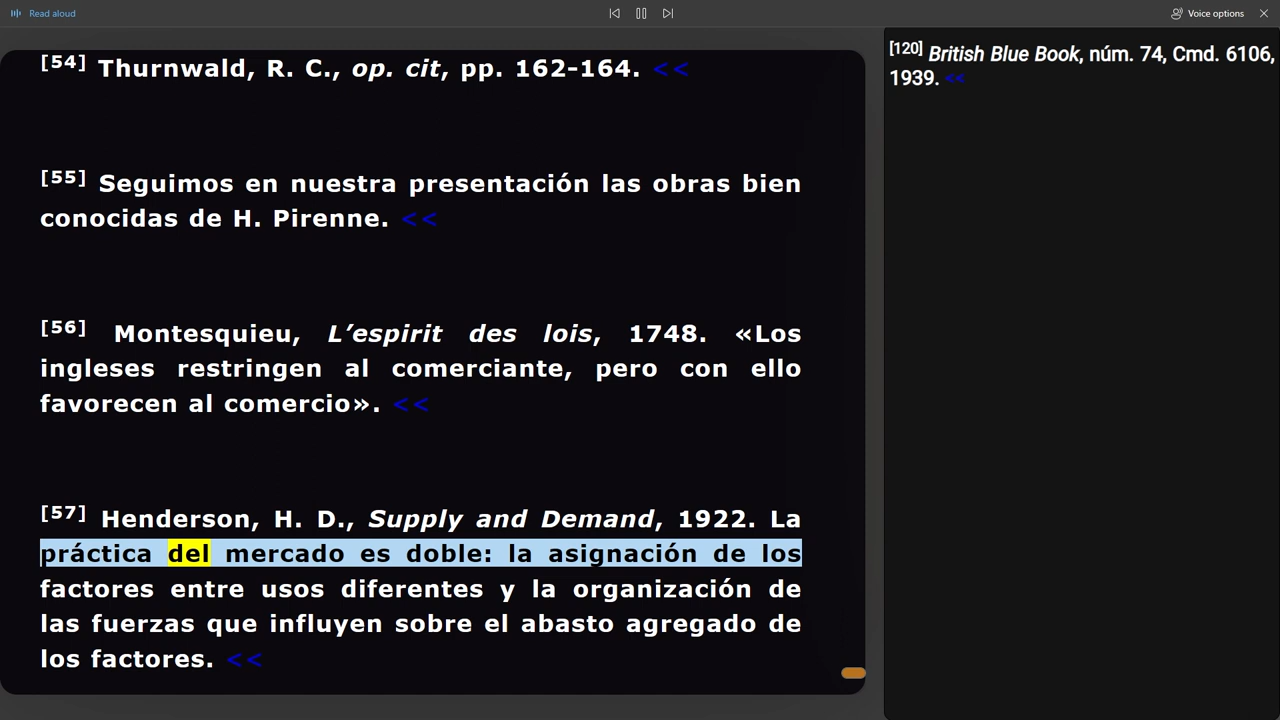 Read aloud
Voice options
[54] Thurnwald, R. C., op. cit, pp. 162-164. <<
[55] Seguimos en nuestra presentación las obras bien
conocidas de H. Pirenne. <<
[56] Montesquieu, L’espirit des lois, 1748. «Los
ingleses restringen al comerciante, pero con ello
favorecen al comercio». <<
[57] Henderson, H. D., Supply and Demand, 1922. La
práctica del mercado es doble: la asignación de los
factores entre usos diferentes y la organización de
las fuerzas que influyen sobre el abasto agregado de
los factores. <<
[120] British Blue Book, núm. 74, Cmd. 6106,
1939. <<